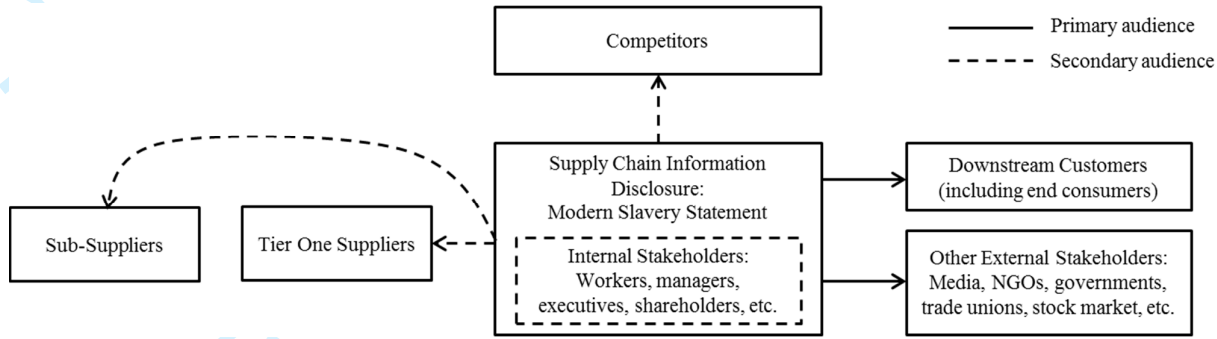 Competitors
Primary audience
Secondary audience
Supply Chain Information
Disclosure:
Modern Slavery Statement
Internal Stakeholders:
Workers, managers,
executives, shareholders, etc.
Downstream Customers
(including end consumers)
Sub-Suppliers
Tier One Suppliers
Other External Stakeholders:
Media, NGOs, governments,
trade unions, stock market, etc.